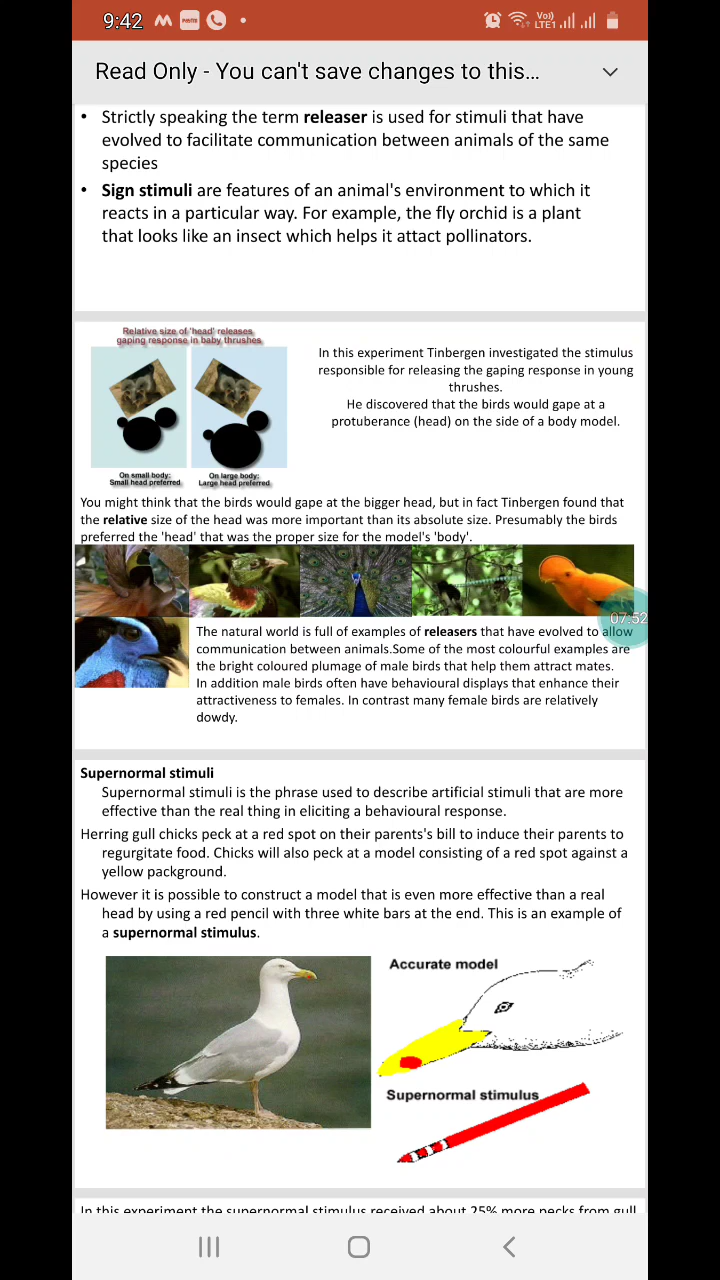 9:42
Paytm
Vo))
LTE1
Read Only - You can't save changes to this...
• Strictly speaking the term releaser is used for stimuli that have
evolved to facilitate communication between animals of the same
species
• Sign stimuli are features of an animal's environment to which it
reacts in a particular way. For example, the fly orchid is a plant
that looks like an insect which helps it attact pollinators.
Relative size of 'head' releases
gaping response in baby thrushes
On small body:
Small head preferred
On large body:
Large head preferred
In this experiment Tinbergen investigated the stimulus
responsible for releasing the gaping response in young
thrushes.
He discovered that the birds would gape at a
protuberance (head) on the side of a body model.
You might think that the birds would gape at the bigger head, but in fact Tinbergen found that
the relative size of the head was more important than its absolute size. Presumably the birds
preferred the 'head' that was the proper size for the model's 'body'.
07:52
The natural world is full of examples of releasers that have evolved to allow
communication between animals.Some of the most colourful examples are
the bright coloured plumage of male birds that help them attract mates.
In addition male birds often have behavioural displays that enhance their
attractiveness to females. In contrast many female birds are relatively
dowdy.
Supernormal stimuli
Supernormal stimuli is the phrase used to describe artificial stimuli that are more
effective than the real thing in eliciting a behavioural response.
Herring gull chicks peck at a red spot on their parents's bill to induce their parents to
regurgitate food. Chicks will also peck at a model consisting of a red spot against a
yellow packground.
However it is possible to construct a model that is even more effective than a real
head by using a red pencil with three white bars at the end. This is an example of
a supernormal stimulus.
Accurate model
Supernormal stimulus
In this experiment the supernormal stimulus received about 25% more pecks from gull